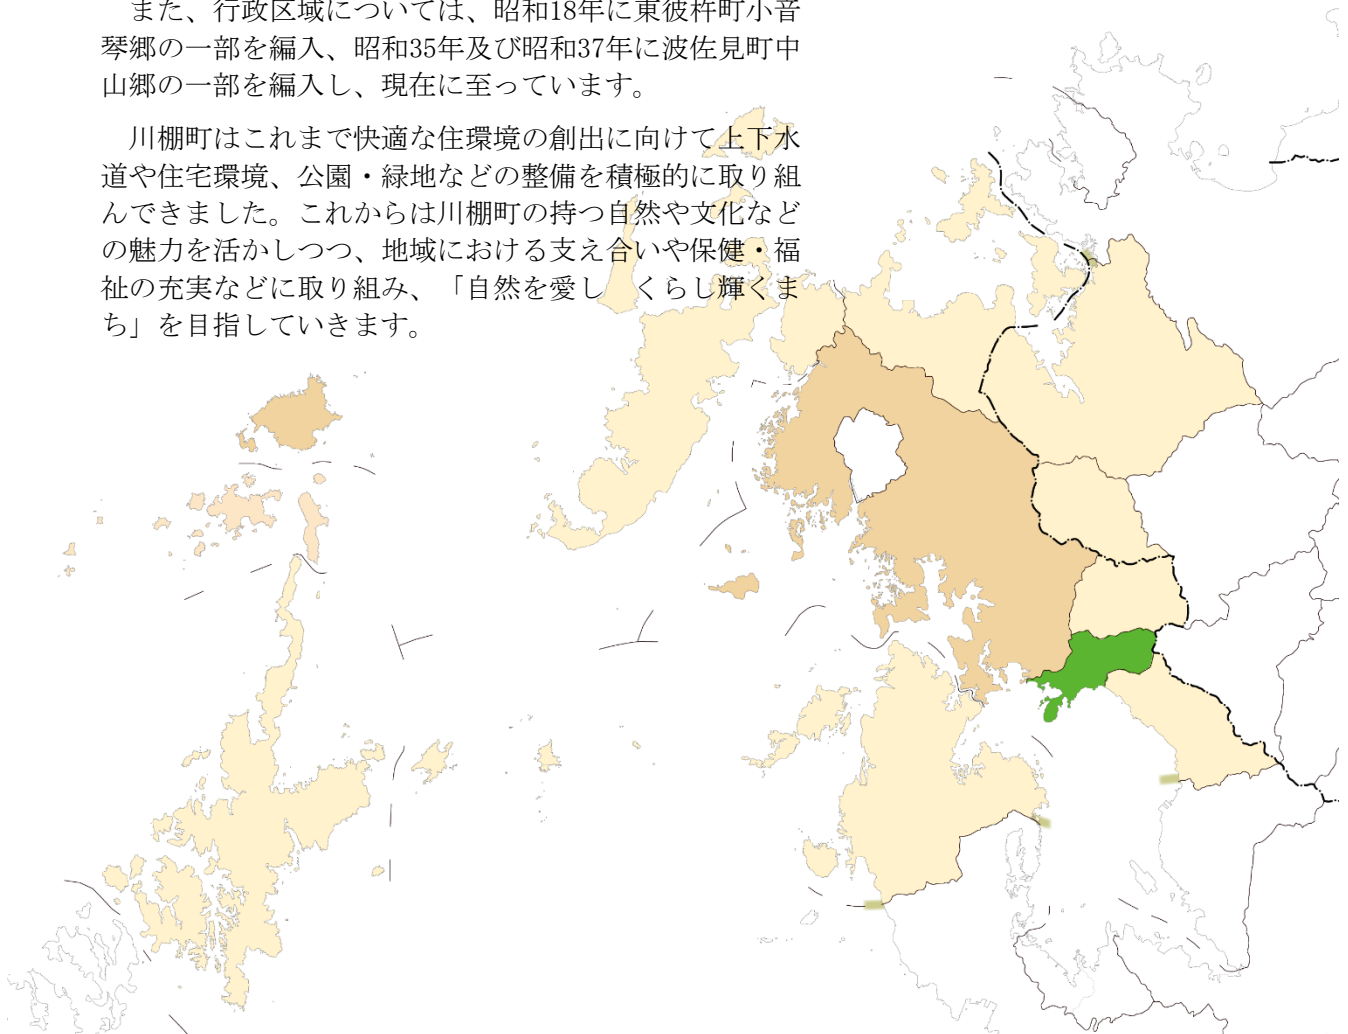 また、行政区域については、昭和18年に東彼杵町小音
琴郷の一部を編入、昭和35年及び昭和37年に波佐見町中
山郷の一部を編入し、現在に至っています。
川棚町はこれまで快適な住環境の創出に向けて上下水
道や住宅環境、公園・緑地などの整備を積極的に取り組
んできました。これからは川棚町の持つ自然や文化など
の魅力を活かしつつ、地域における支え合いや保健・福
祉の充実などに取り組み、「自然を愛し　くらし輝くま
ち」を目指していきます。